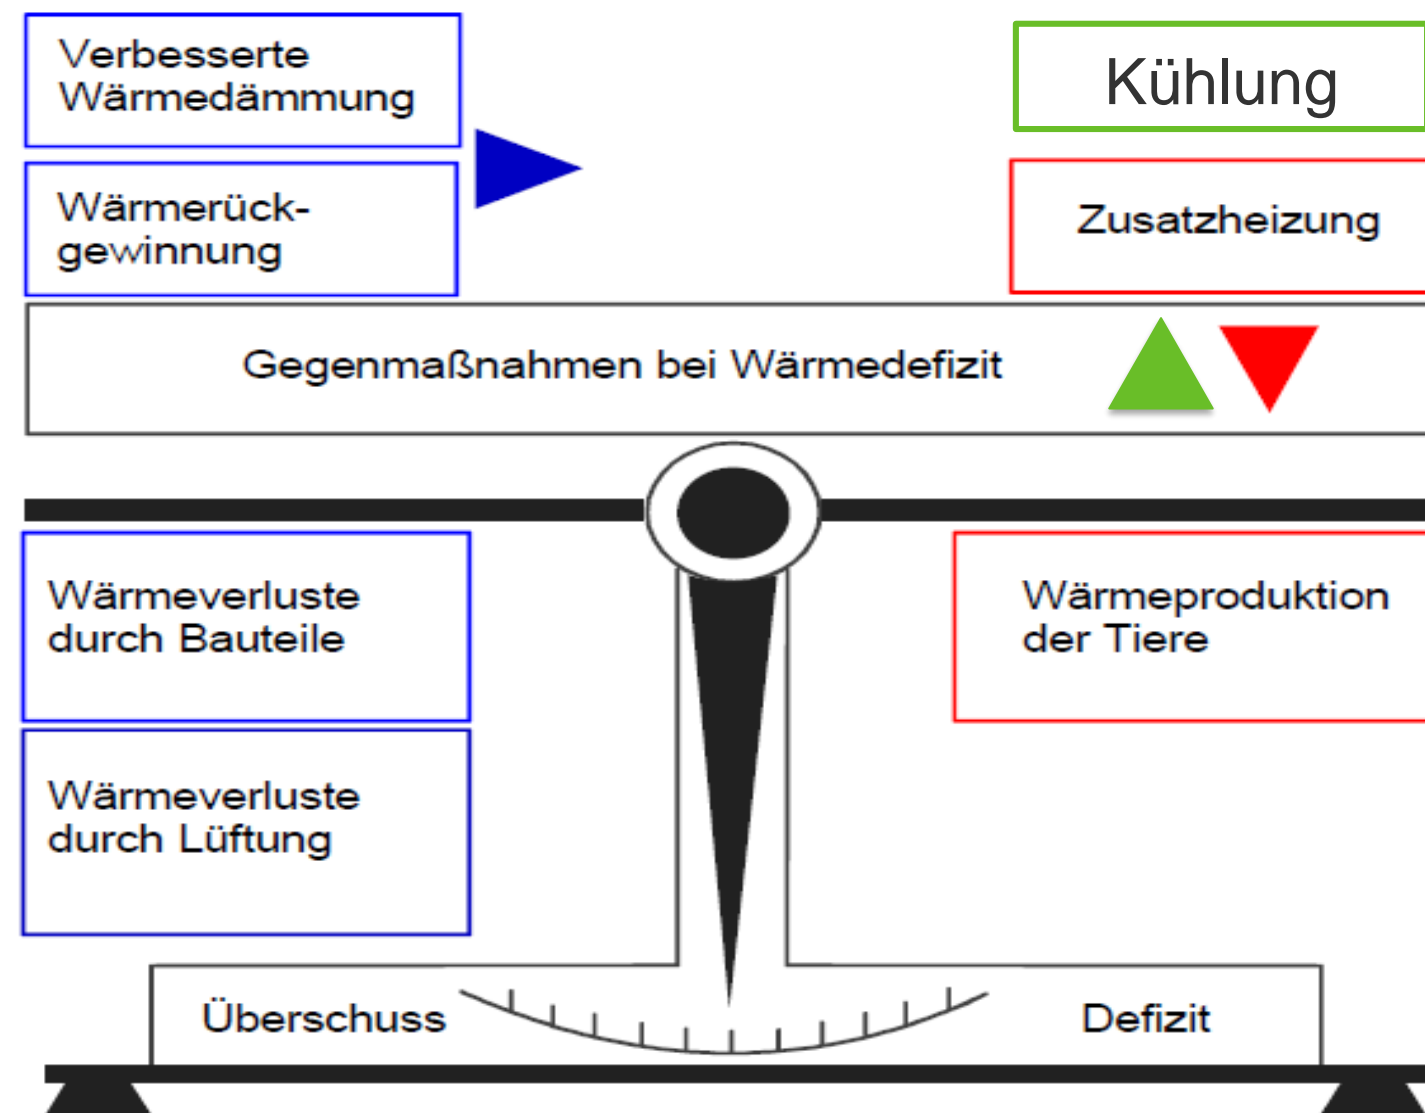 Verbesserte
Wärmedämmung
Kühlung
Wärmerück-
gewinnung
Zusatzheizung
Gegenmaßnahmen bei Wärmedefizit
Wärmeverluste
durch Bauteile
Wärmeproduktion
der Tiere
Wärmeverluste
durch Lüftung
Überschuss
Defizit